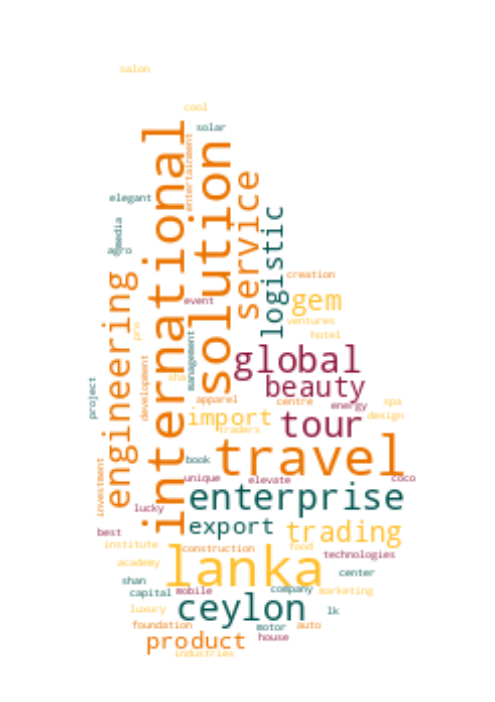 salon
cool
solar
entertainment
international
solution
elegant
service
media
agro
logistic
creation
engineering
event
gem
pro
ventures
hotel
management
global
development
sha
beauty
project
apparel
centre
energy
spa
import
tour
design
traders
travel
book
investment
unique
elevate
coco
enterprise
lucky
export
trading
best
institute
construction
food
technologies
academy
lanka
center
shan
capital
mobile
company
marketing
luxury
ceylon
lk
foundation
motor
auto
product
house
industries